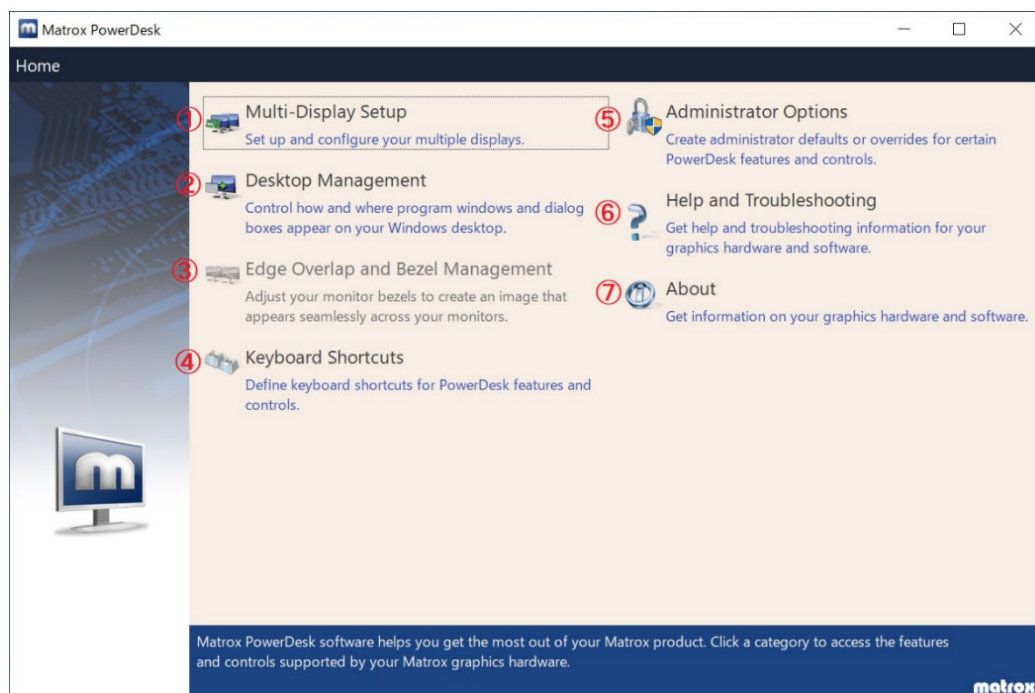 Matrox PowerDesk
Home
① Multi-Display Setup
Set up and configure your multiple displays.
② Desktop Management
Control how and where program windows and dialog
boxes appear on your Windows desktop.
③ Edge Overlap and Bezel Management
Adjust your monitor bezels to create an image that
appears seamlessly across your monitors.
④ Keyboard Shortcuts
Define keyboard shortcuts for PowerDesk features and
controls.
⑤ Administrator Options
Create administrator defaults or overrides for certain
PowerDesk features and controls.
⑥ Help and Troubleshooting
Get help and troubleshooting information for your
graphics hardware and software.
⑦ About
Get information on your graphics hardware and software.
m
Matrox PowerDesk software helps you get the most out of your Matrox product. Click a category to access the features
and controls supported by your Matrox graphics hardware.
matrox